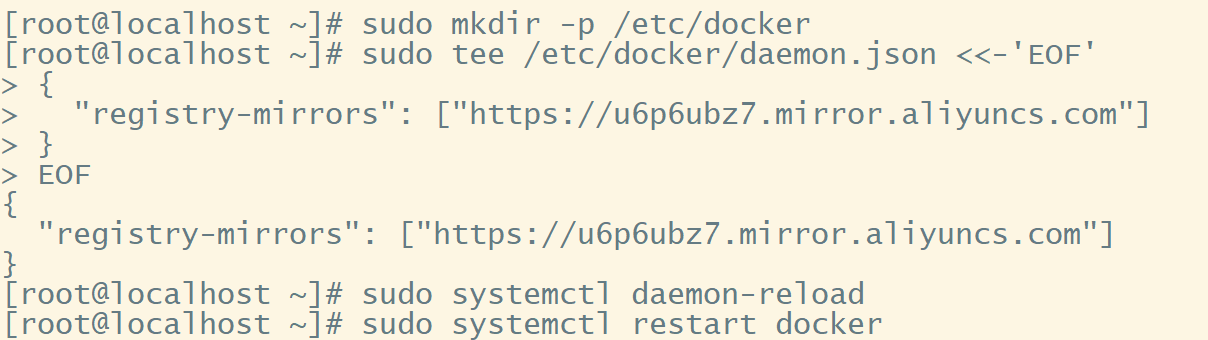 [root@localhost ~]# sudo mkdir -p /etc/docker
[root@localhost ~]# sudo tee /etc/docker/daemon.json <<-'EOF'
> {
>   "registry-mirrors": ["https://u6p6ubz7.mirror.aliyuncs.com"]
> }
> EOF
{
  "registry-mirrors": ["https://u6p6ubz7.mirror.aliyuncs.com"]
}
[root@localhost ~]# sudo systemctl daemon-reload
[root@localhost ~]# sudo systemctl restart docker